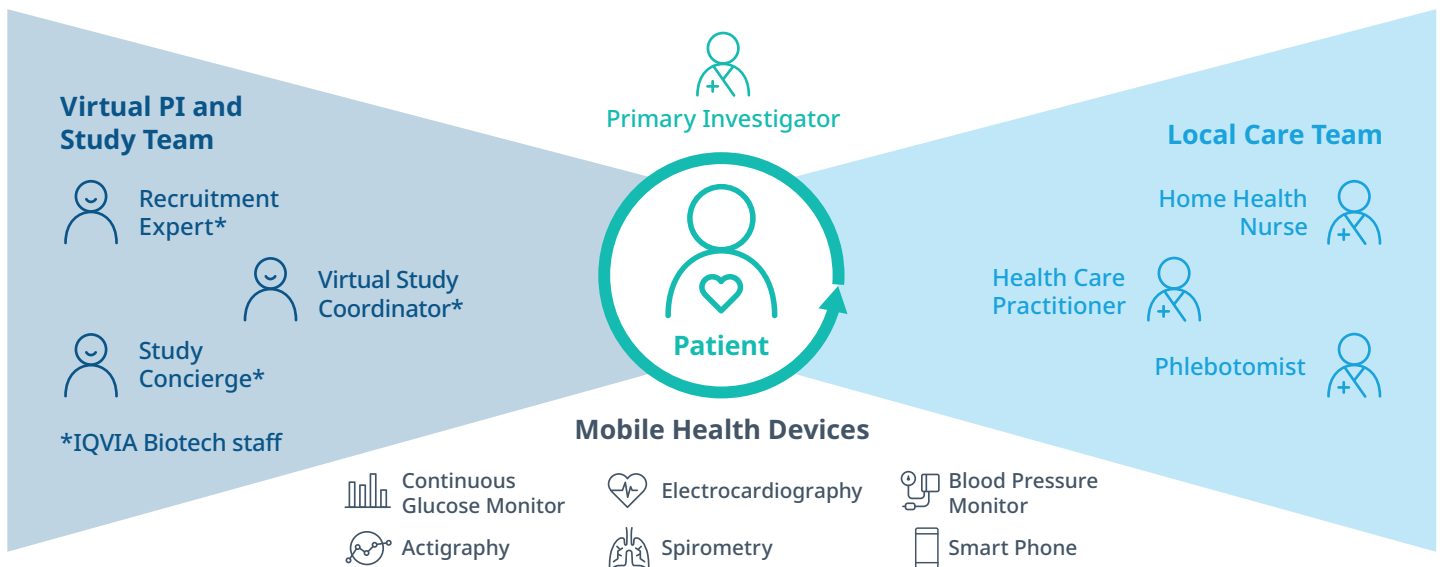 Virtual PI and
Study Team
Recruitment
Expert*
Virtual Study
Coordinator*
Study
Concierge*
*IQVIA Biotech staff
Primary Investigator
Patient
Local Care Team
Home Health
Nurse
Health Care
Practitioner
Phlebotomist
Mobile Health Devices
Continuous
Glucose Monitor
Electrocardiography
Blood Pressure
Monitor
Actigraphy
Spirometry
Smart Phone